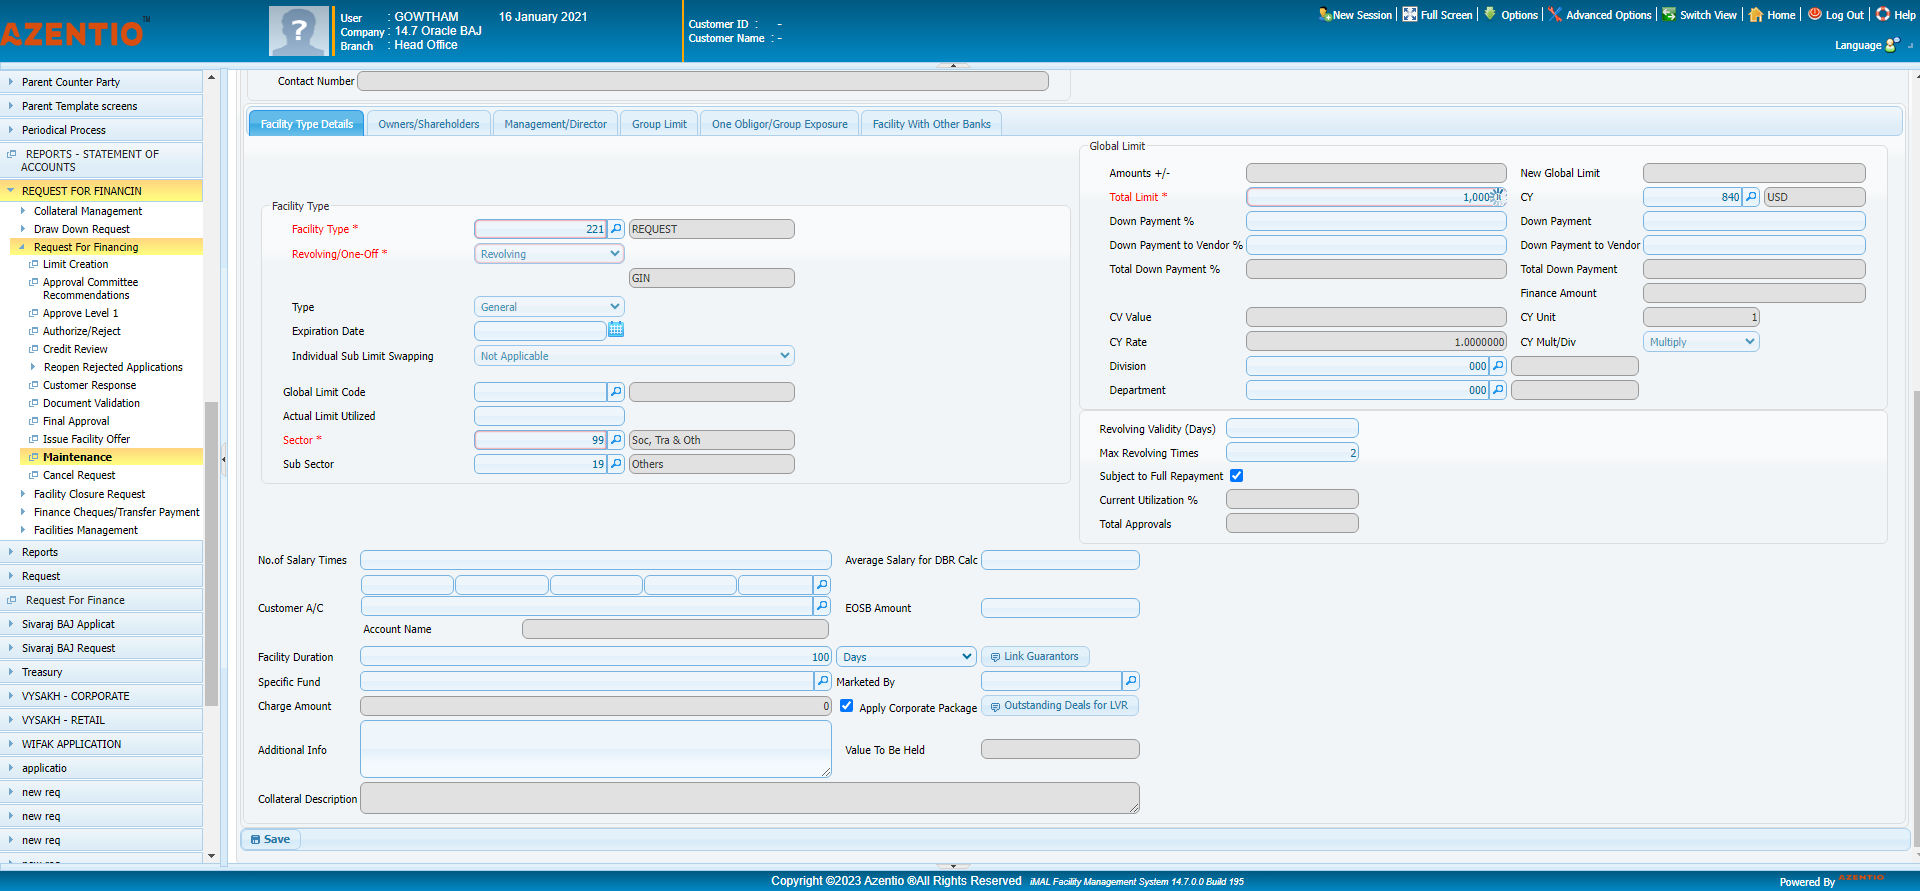 AZENTIO™
User : GOWTHAM 16 January 2021
Company : 14.7 Oracle BAJ
Branch : Head Office
Customer ID : -
Customer Name : -
New Session | Full Screen | Options | Advanced Options | Switch View | Home | Log Out | Help
Language
Parent Counter Party
Parent Template screens
Periodical Process
REPORTS - STATEMENT OF
ACCOUNTS
REQUEST FOR FINANCIN
Collateral Management
Draw Down Request
Request For Financing
Limit Creation
Approval Committee
Recommendations
Approve Level 1
Authorize/Reject
Credit Review
Reopen Rejected Applications
Customer Response
Document Validation
Final Approval
Issue Facility Offer
Maintenance
Cancel Request
Facility Closure Request
Finance Cheques/Transfer Payment
Facilities Management
Reports
Request
Request For Finance
Sivaraj BAJ Applicat
Sivaraj BAJ Request
Treasury
VYSAKH - CORPORATE
VYSAKH - RETAIL
WIFAK APPLICATION
applicatio
new req
new req
new req
Contact Number
Facility Type Details Owners/Shareholders Management/Director Group Limit One Obligor/Group Exposure Facility With Other Banks
Facility Type
Facility Type * 221 REQUEST
Revolving/One-Off * Revolving
GIN
Type General
Expiration Date
Individual Sub Limit Swapping Not Applicable
Global Limit Code
Actual Limit Utilized
Sector * 99 Soc, Tra & Oth
Sub Sector 19 Others
Global Limit
Amounts +/- New Global Limit
Total Limit * 1,000 CY 840 USD
Down Payment % Down Payment
Down Payment to Vendor % Down Payment to Vendor
Total Down Payment % Total Down Payment
Finance Amount
CV Value CY Unit 1
CY Rate 1.0000000 CY Mult/Div Multiply
Division 000
Department 000
Revolving Validity (Days)
Max Revolving Times 2
Subject to Full Repayment
Current Utilization %
Total Approvals
No.of Salary Times Average Salary for DBR Calc
Customer A/C EOSB Amount
Account Name
Facility Duration 100 Days Link Guarantors
Specific Fund Marketed By
Charge Amount 0 Apply Corporate Package Outstanding Deals for LVR
Additional Info Value To Be Held
Collateral Description
Save
Copyright ©2023 Azentio ®All Rights Reserved iMAL Facility Management System 14.7.0.0 Build 195
Powered By AZENTIO